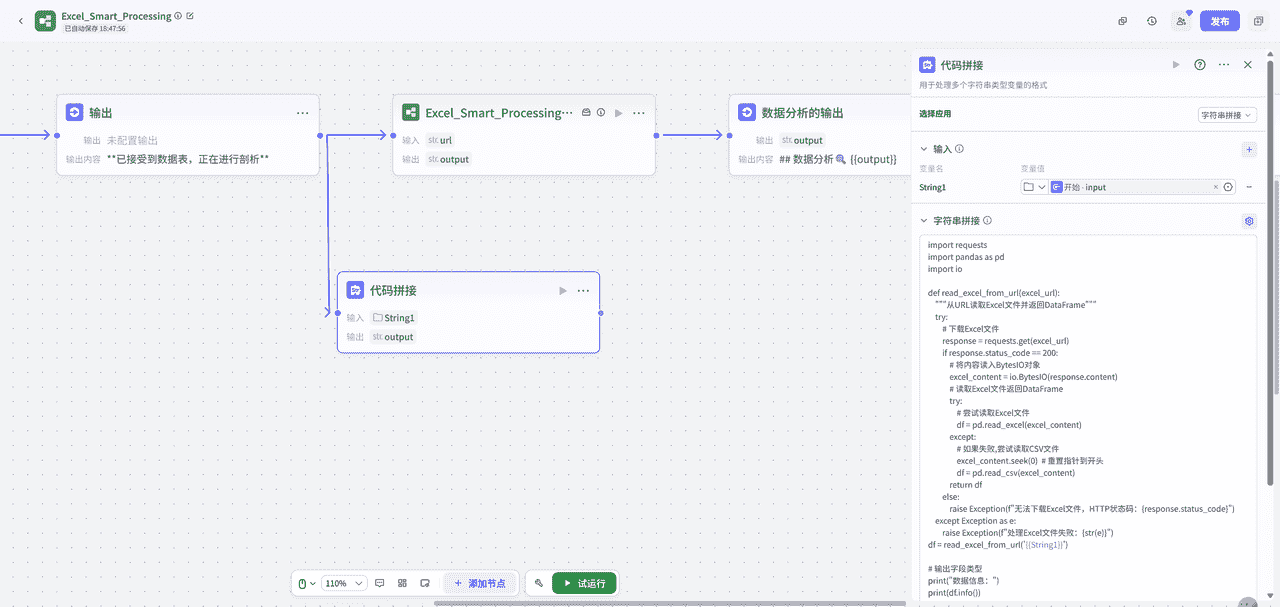 Excel_Smart_Processing
已自动保存 18:47:56
发布
输出
输出 未配置输出
输出内容 **已接受到数据表，正在进行剖析**
Excel_Smart_Processing...
输入 str. url
输出 str. output
数据分析的输出
输出 str. output
输出内容 ## 数据分析🔍 {{output}}
代码拼接
输入 String1
输出 str. output
110%
添加节点
试运行
代码拼接
用于处理多个字符串类型变量的格式
选择应用
字符串拼接
输入
变量名 变量值
String1 开始 · input
字符串拼接
import requests
import pandas as pd
import io
def read_excel_from_url(excel_url):
"""从URL读取Excel文件并返回DataFrame"""
try:
# 下载Excel文件
response = requests.get(excel_url)
if response.status_code == 200:
# 将内容读入BytesIO对象
excel_content = io.BytesIO(response.content)
# 读取Excel文件返回DataFrame
try:
# 尝试读取Excel文件
df = pd.read_excel(excel_content)
except:
# 如果失败,尝试读取CSV文件
excel_content.seek(0) # 重置指针到开头
df = pd.read_csv(excel_content)
return df
else:
raise Exception(f"无法下载Excel文件，HTTP状态码：{response.status_code}")
except Exception as e:
raise Exception(f"处理Excel文件失败：{str(e)}")
df = read_excel_from_url('{{String1}}')
# 输出字段类型
print("数据信息：")
print(df.info())